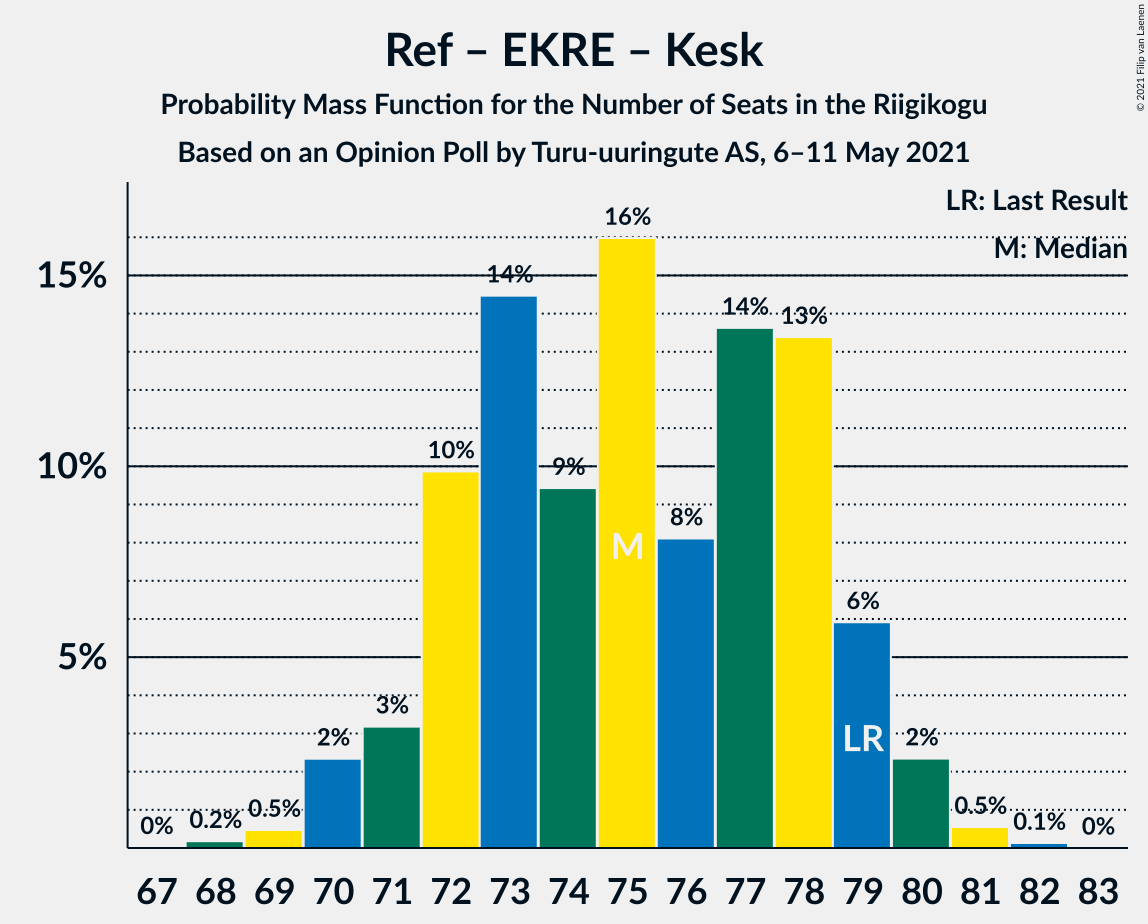 Ref – EKRE – Kesk
Probability Mass Function for the Number of Seats in the Riigikogu
Based on an Opinion Poll by Turu-uuringute AS, 6–11 May 2021
© 2021 Filip van Laenen
LR: Last Result
M: Median
15%
10%
5%
0%
0.2%
0.5%
2%
3%
10%
14%
9%
16%
8%
14%
13%
6%
2%
0.5%
0.1%
0%
M
LR
67 68 69 70 71 72 73 74 75 76 77 78 79 80 81 82 83